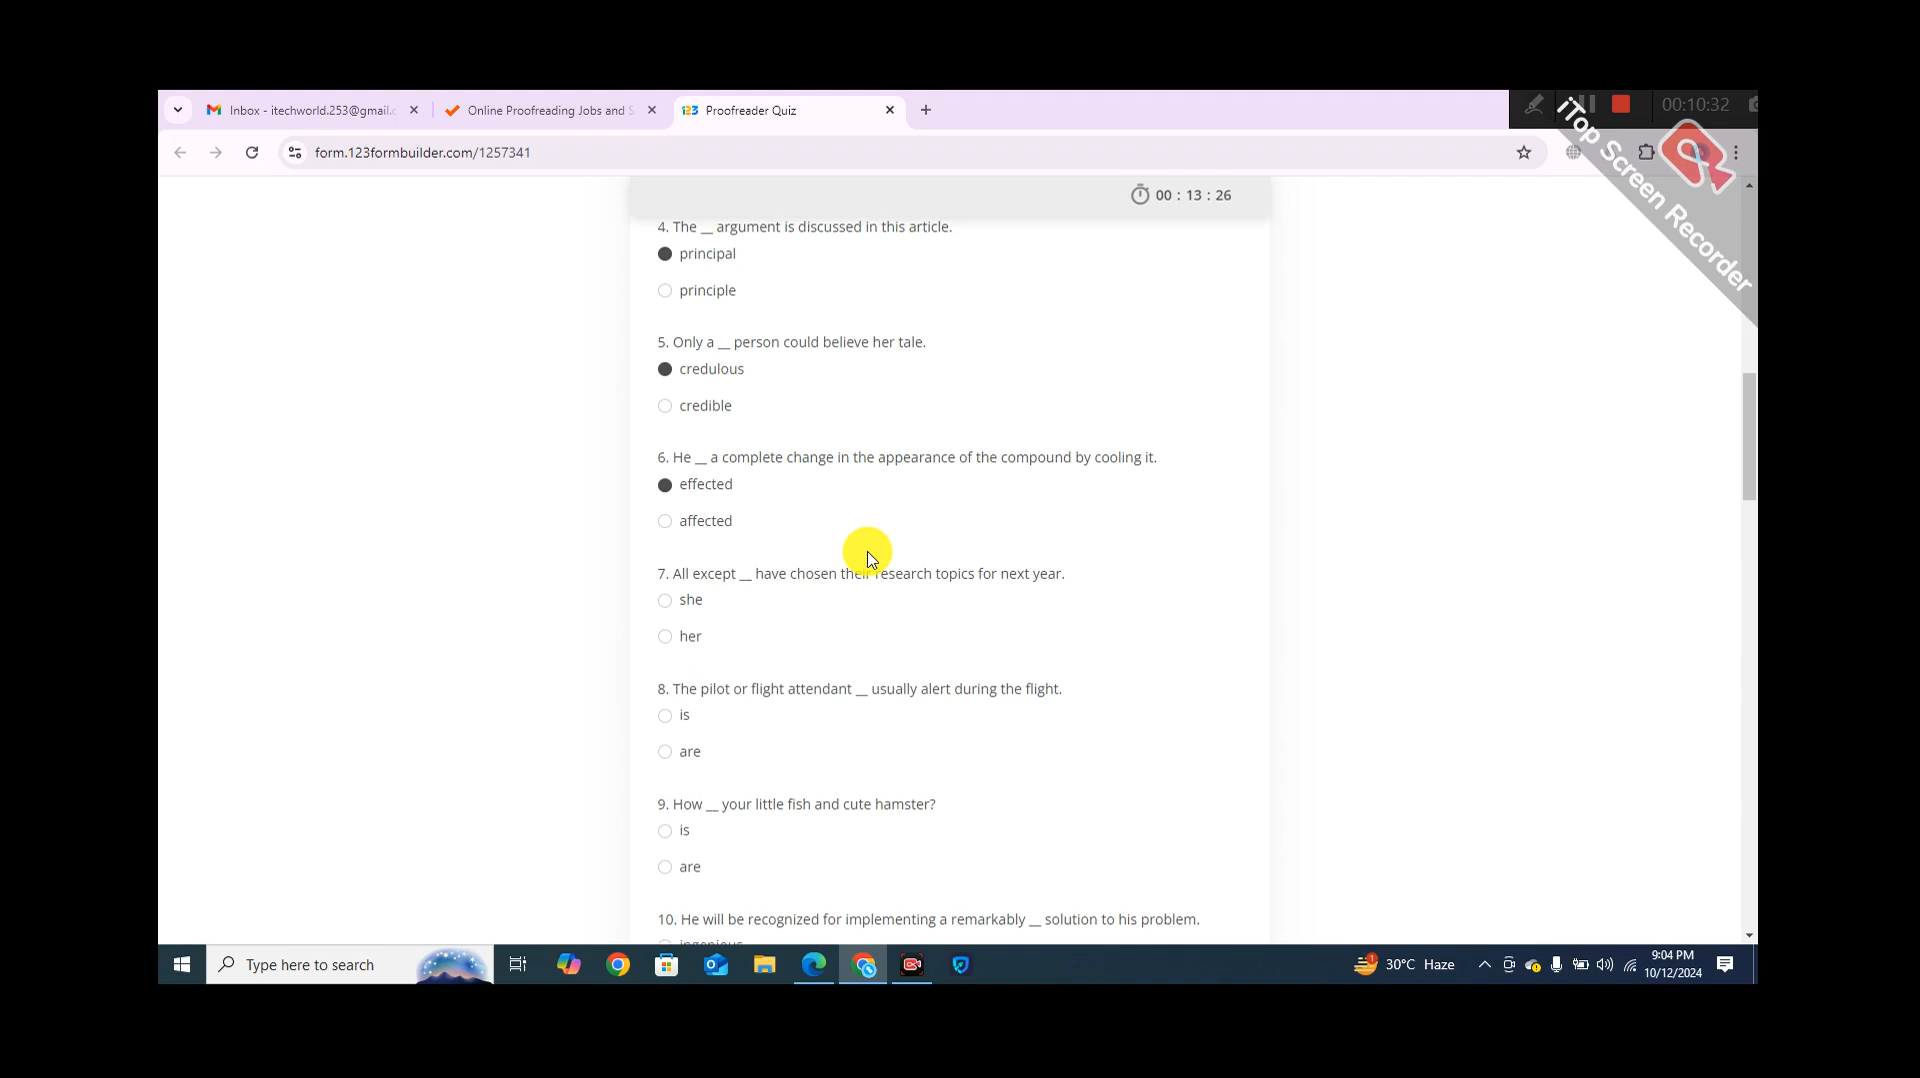 Inbox - itechworld.253@gmail.c
Online Proofreading Jobs and S
123 Proofreader Quiz
00:10:32
form.123formbuilder.com/1257341
iTop Screen Recorder
00 : 13 : 26
4. The __ argument is discussed in this article.
principal
principle
5. Only a __ person could believe her tale.
credulous
credible
6. He __ a complete change in the appearance of the compound by cooling it.
effected
affected
7. All except __ have chosen their research topics for next year.
she
her
8. The pilot or flight attendant __ usually alert during the flight.
is
are
9. How __ your little fish and cute hamster?
is
are
10. He will be recognized for implementing a remarkably __ solution to his problem.
ingenious
Type here to search
30°C Haze
9:04 PM
10/12/2024